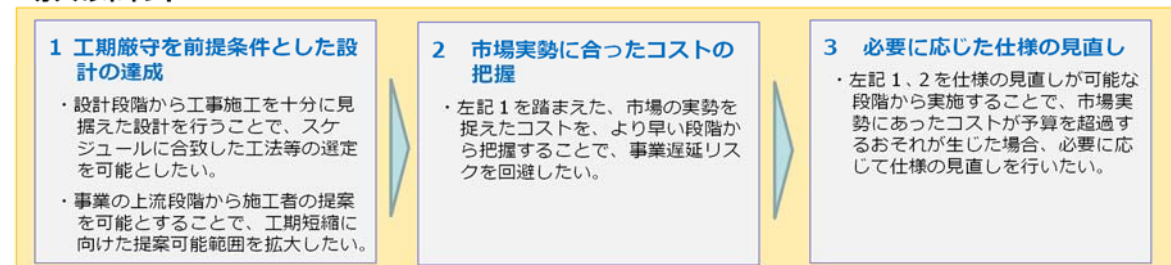 1 工期厳守を前提条件とした設
計の達成
・設計段階から工事施工を十分に見
据えた設計を行うことで、スケ
ジュールに合致した工法等の選定
を可能としたい。
・事業の上流段階から施工者の提案
を可能とすることで、工期短縮に
向けた提案可能範囲を拡大したい。
2 市場実勢に合ったコストの
把握
・左記1を踏まえた、市場の実勢を
捉えたコストを、より早い段階か
ら把握することで、事業遅延リス
クを回避したい。
3 必要に応じた仕様の見直し
・左記1、2を仕様の見直しが可能な
段階から実施することで、市場実
勢にあったコストが予算を超過す
るおそれが生じた場合、必要に応
じて仕様の見直しを行いたい。